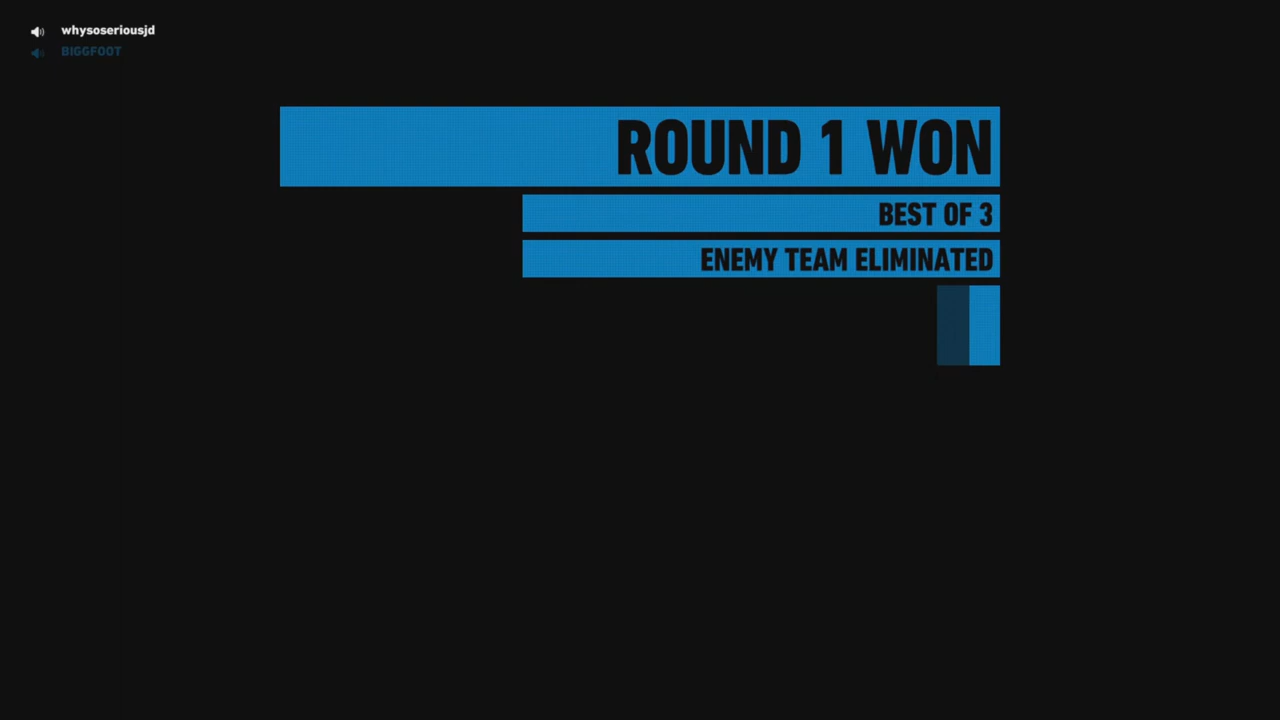 whysoseriousjd
BIGGFOOT
ROUND 1 WON
BEST OF 3
ENEMY TEAM ELIMINATED